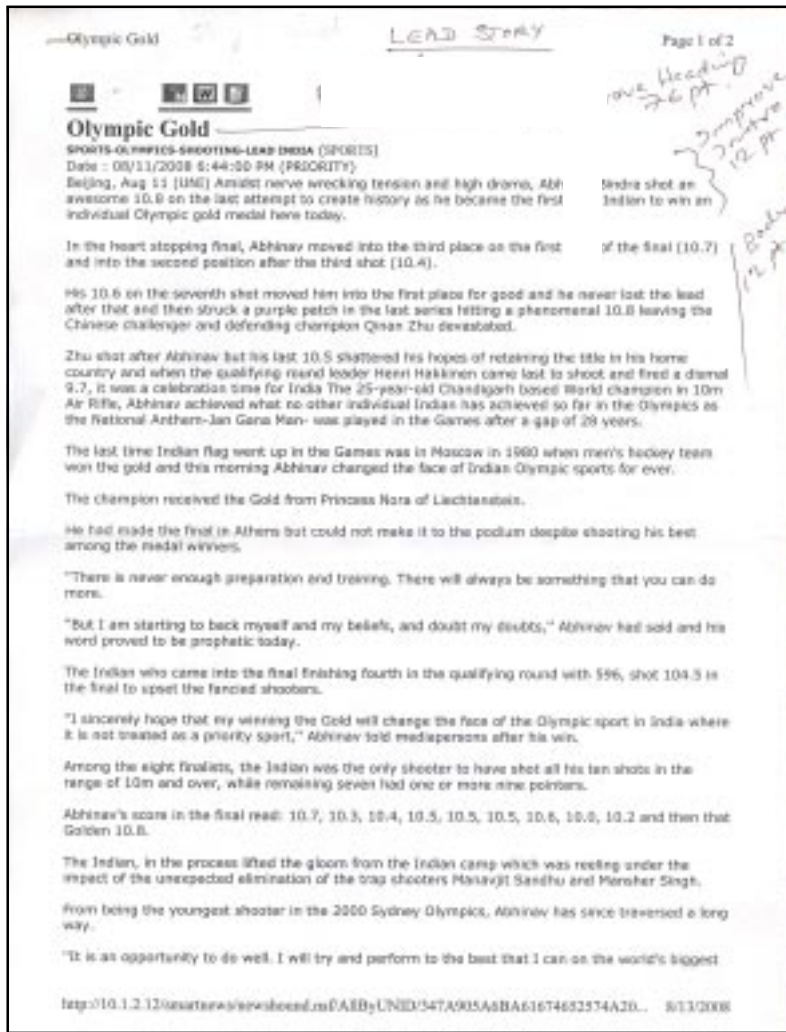 Olympic Gold
LEAD STORY
Page 1 of 2
Heading
26 pt.
Improve
Intro
12 pt
Body
12 pt
Olympic Gold
SPORTS-OLYMPICS-SHOOTING-LEAD INDIA (SPORTS)
Date : 08/11/2008 6:44:00 PM (PRIORITY)
Beijing, Aug 11 (UNI) Amidst nerve wrecking tension and high drama, Abh Bindra shot an
awesome 10.8 on the last attempt to create history as he became the first Indian to win an
individual Olympic gold medal here today.
In the heart stopping final, Abhinav moved into the third place on the first of the final (10.7)
and into the second position after the third shot (10.4).
His 10.6 on the seventh shot moved him into the first place for good and he never lost the lead
after that and then struck a purple patch in the last series hitting a phenomenal 10.8 leaving the
Chinese challenger and defending champion Qinan Zhu devastated.
Zhu shot after Abhinav but his last 10.5 shattered his hopes of retaining the title in his home
country and when the qualifying round leader Henri Hakkinen came last to shoot and fired a dismal
9.7, it was a celebration time for India The 25-year-old Chandigarh based World champion in 10m
Air Rifle, Abhinav achieved what no other individual Indian has achieved so far in the Olympics as
the National Anthem-Jan Gana Man- was played in the Games after a gap of 28 years.
The last time Indian flag went up in the Games was in Moscow in 1980 when men's hockey team
won the gold and this morning Abhinav changed the face of Indian Olympic sports for ever.
The champion received the Gold from Princess Nora of Liechtenstein.
He had made the final in Athens but could not make it to the podium despite shooting his best
among the medal winners.
"There is never enough preparation and training. There will always be something that you can do
more.
"But I am starting to back myself and my beliefs, and doubt my doubts," Abhinav had said and his
word proved to be prophetic today.
The Indian who came into the final finishing fourth in the qualifying round with 596, shot 104.5 in
the final to upset the fancied shooters.
"I sincerely hope that my winning the Gold will change the face of the Olympic sport in India where
it is not treated as a priority sport," Abhinav told mediapersons after his win.
Among the eight finalists, the Indian was the only shooter to have shot all his ten shots in the
range of 10m and over, while remaining seven had one or more nine pointers.
Abhinav's score in the final read: 10.7, 10.3, 10.4, 10.5, 10.5, 10.5, 10.6, 10.0, 10.2 and then that
Golden 10.8.
The Indian, in the process lifted the gloom from the Indian camp which was reeling under the
impact of the unexpected elimination of the trap shooters Manavjit Sandhu and Mansher Singh.
From being the youngest shooter in the 2000 Sydney Olympics, Abhinav has since traversed a long
way.
"It is an opportunity to do well. I will try and perform to the best that I can on the world's biggest
8/13/2008